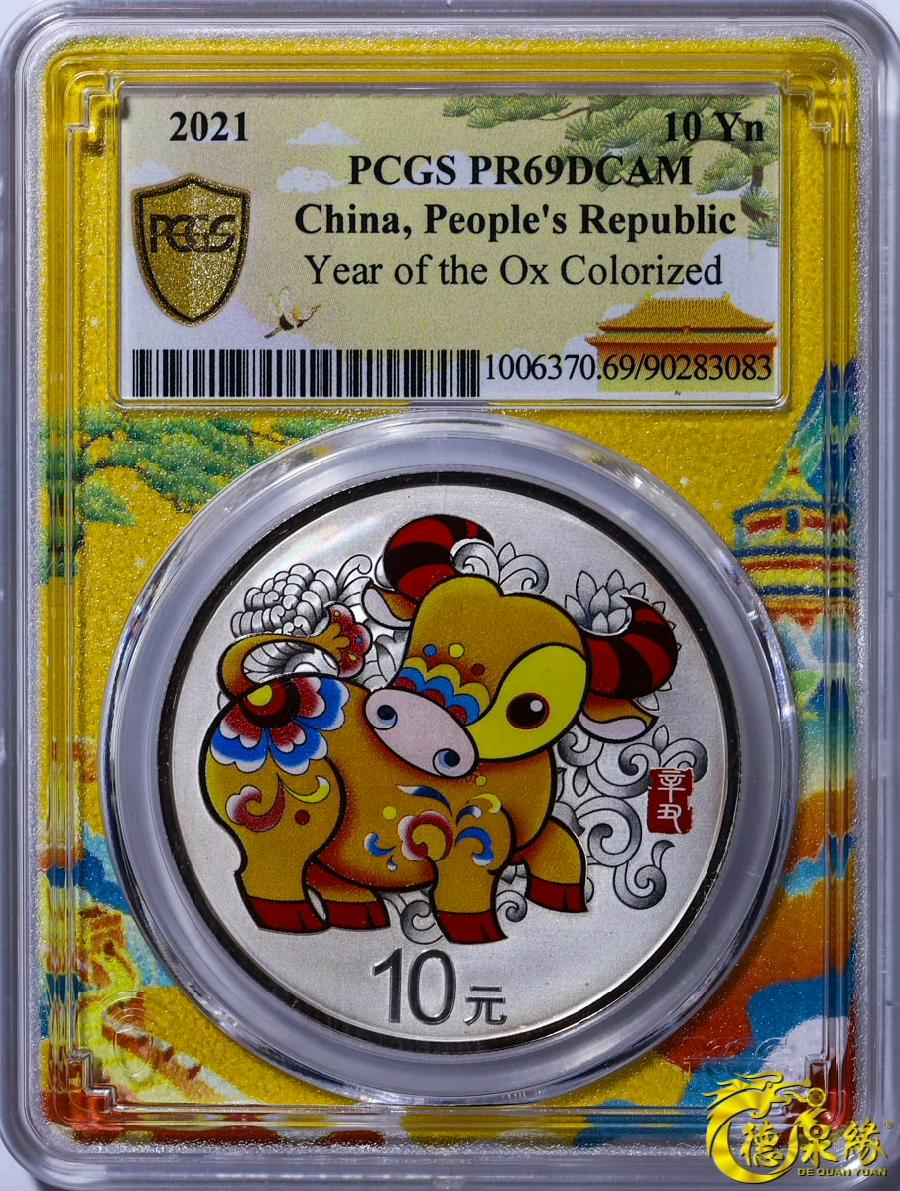 2021 10 Yn
PCGS PR69DCAM
China, People's Republic
PCGS
Year of the Ox Colorized
1006370.69/90283083
辛丑
10元
德泉缘®
DE QUAN YUAN